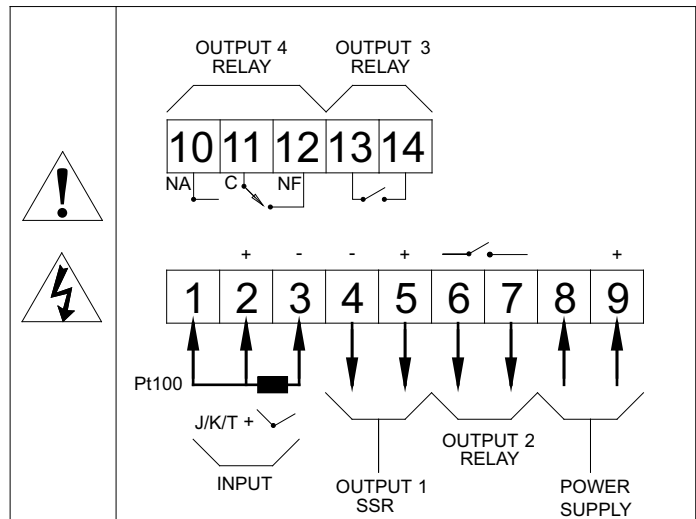 OUTPUT 4 OUTPUT 3
RELAY RELAY
10 11 12 13 14
NA C NF
+ - - + +
1 2 3 4 5 6 7 8 9
Pt100
J/K/T +
INPUT
OUTPUT 1
SSR
OUTPUT 2
RELAY
POWER
SUPPLY